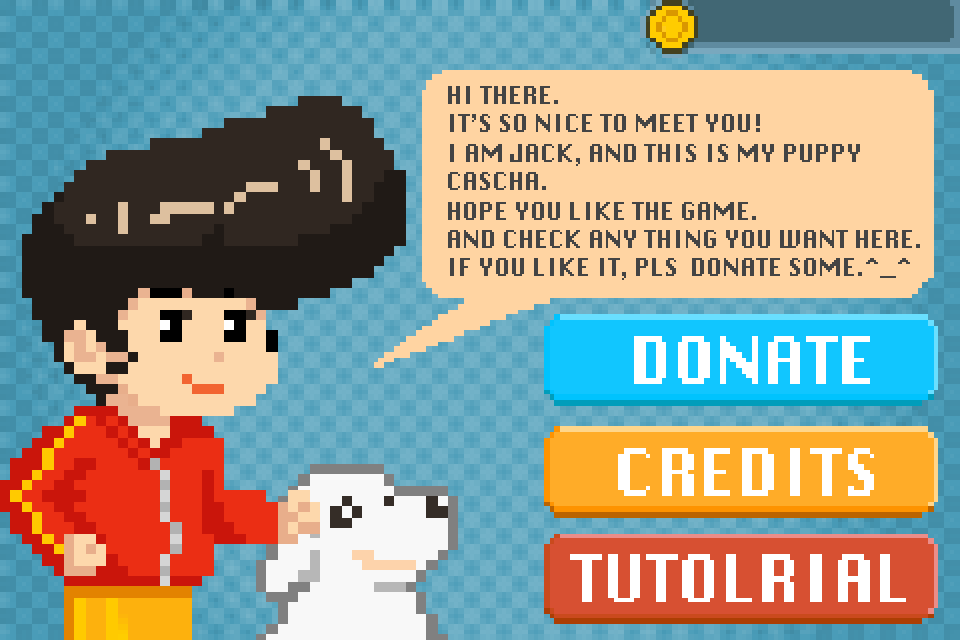 HI THERE.
IT'S SO NICE TO MEET YOU!
I AM JACK, AND THIS IS MY PUPPY
CASCHA.
HOPE YOU LIKE THE GAME.
AND CHECK ANY THING YOU WANT HERE.
IF YOU LIKE IT, PLS DONATE SOME.^_^
DONATE
CREDITS
TUTOLRIAL